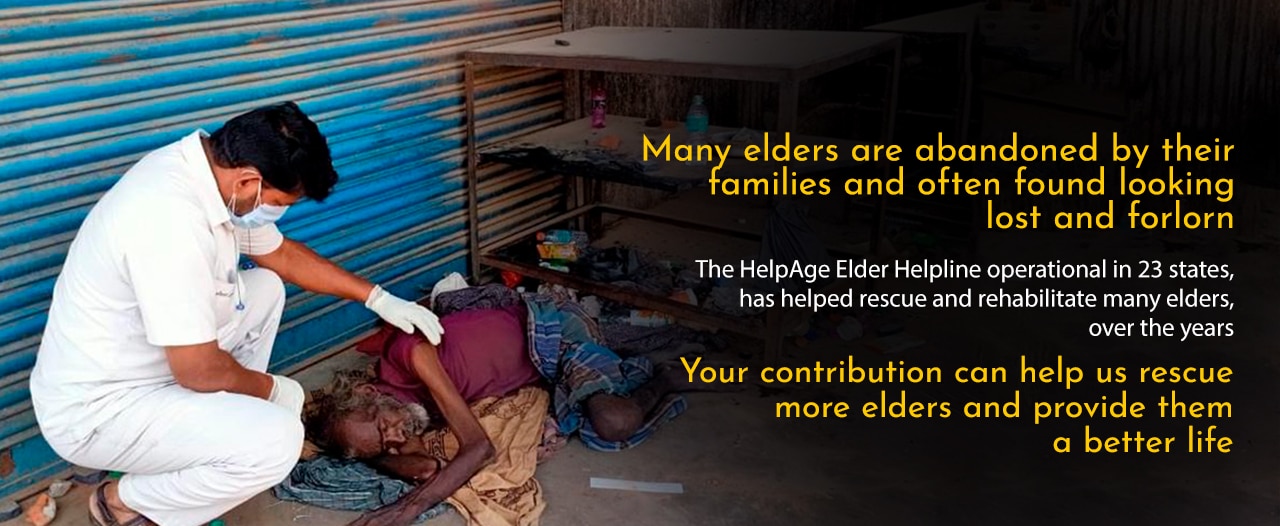 Many elders are abandoned by their
families and often found looking
lost and forlorn
The HelpAge Elder Helpline operational in 23 states,
has helped rescue and rehabilitate many elders,
over the years
Your contribution can help us rescue
more elders and provide them
a better life